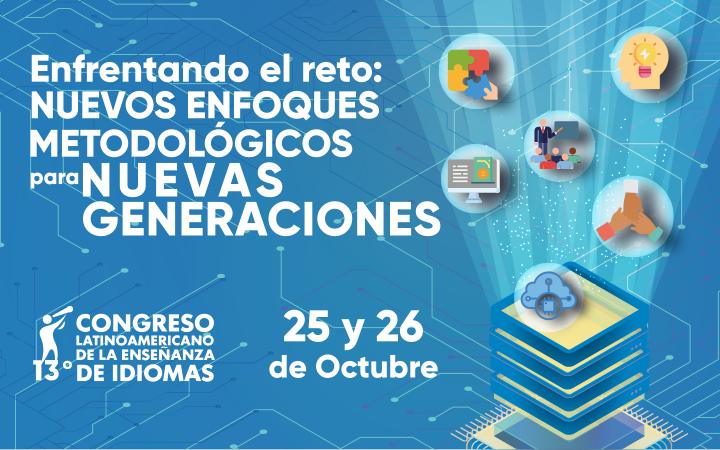 Enfrentando el reto:
NUEVOS ENFOQUES
METODOLÓGICOS
para NUEVAS
GENERACIONES
13° CONGRESO
LATINOAMERICANO
DE LA ENSEÑANZA
DE IDIOMAS
25 y 26
de Octubre